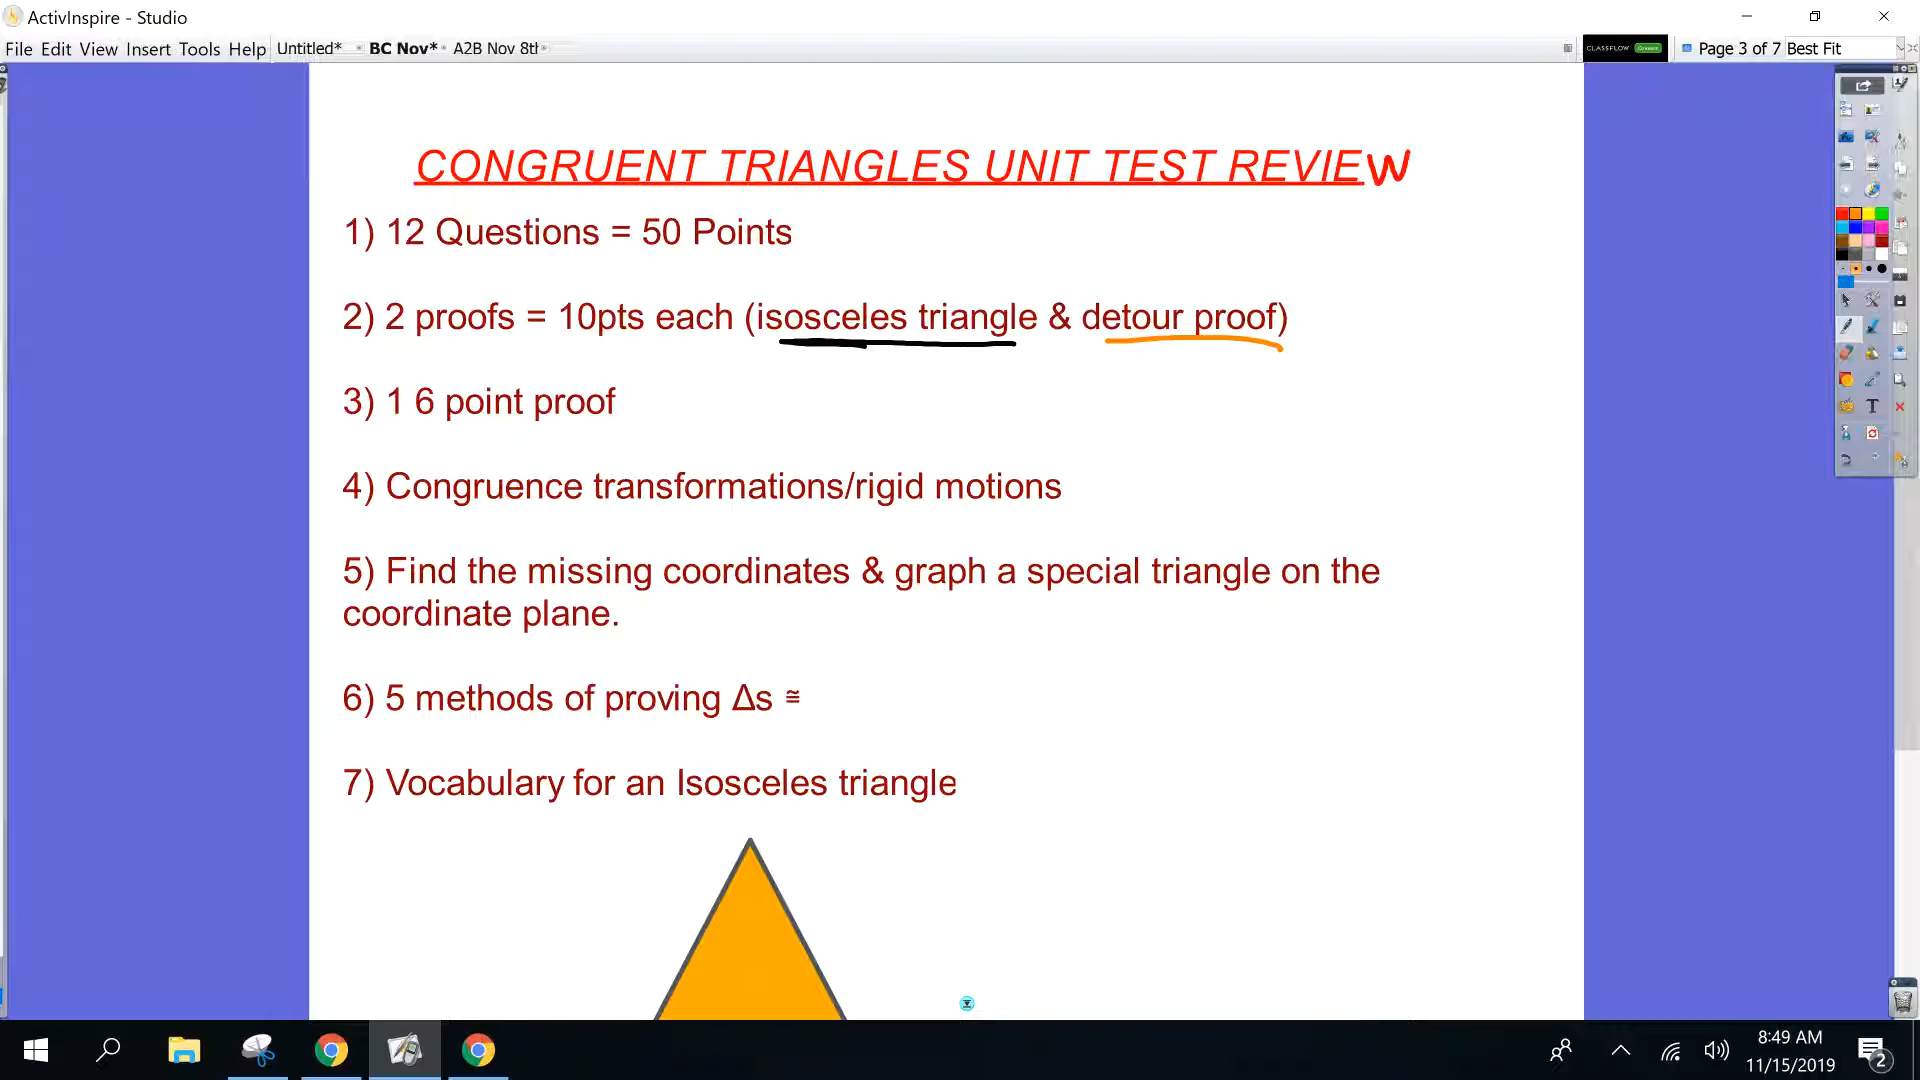 ActivInspire - Studio
File Edit View Insert Tools Help Untitled* BC Nov* A2B Nov 8th CLASSFLOW Connect Page 3 of 7 Best Fit
CONGRUENT TRIANGLES UNIT TEST REVIEW
1) 12 Questions = 50 Points
2) 2 proofs = 10pts each (isosceles triangle & detour proof)
3) 1 6 point proof
4) Congruence transformations/rigid motions
5) Find the missing coordinates & graph a special triangle on the
coordinate plane.
6) 5 methods of proving Δs ≅
7) Vocabulary for an Isosceles triangle
8:49 AM
11/15/2019
2